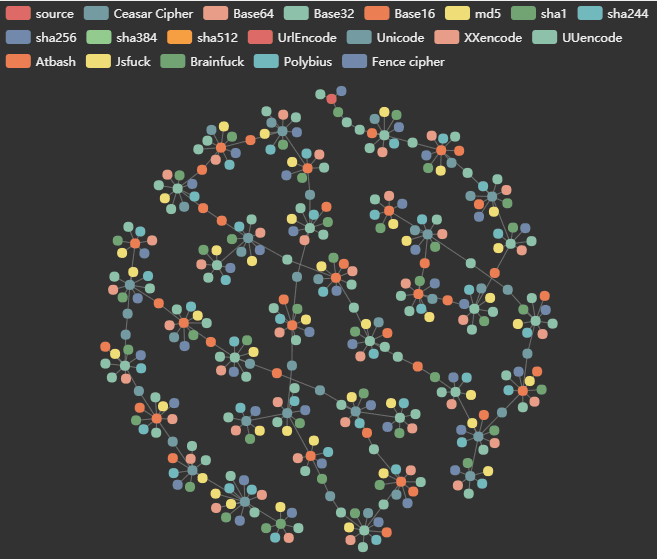 source Ceasar Cipher Base64 Base32 Base16 md5 sha1 sha244
sha256 sha384 sha512 UrlEncode Unicode XXencode UUencode
Atbash Jsfuck Brainfuck Polybius Fence cipher